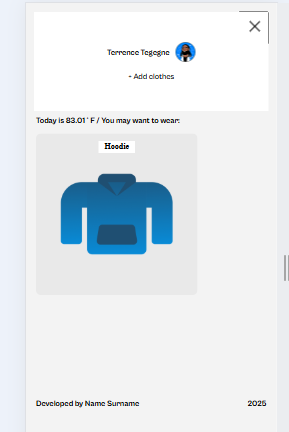 Terrence Tegegne
+ Add clothes
Today is 83.01° F / You may want to wear:
Hoodie
Developed by Name Surname
2025